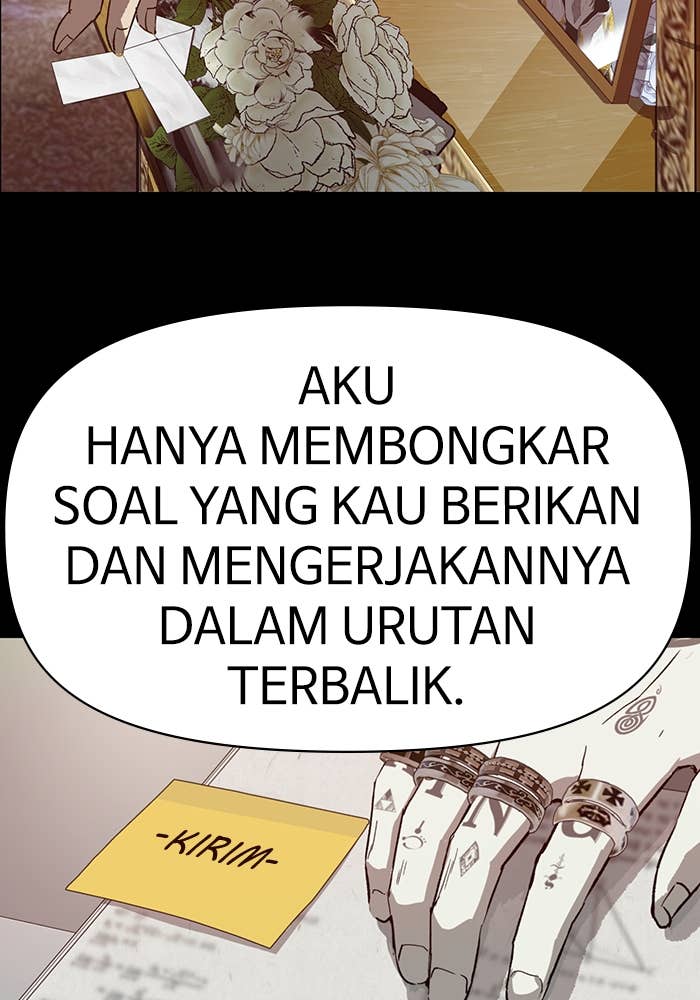 AKU
HANYA MEMBONGKAR
SOAL YANG KAU BERIKAN
DAN MENGERJAKANNYA
DALAM URUTAN
TERBALIK.
-KIRIM-